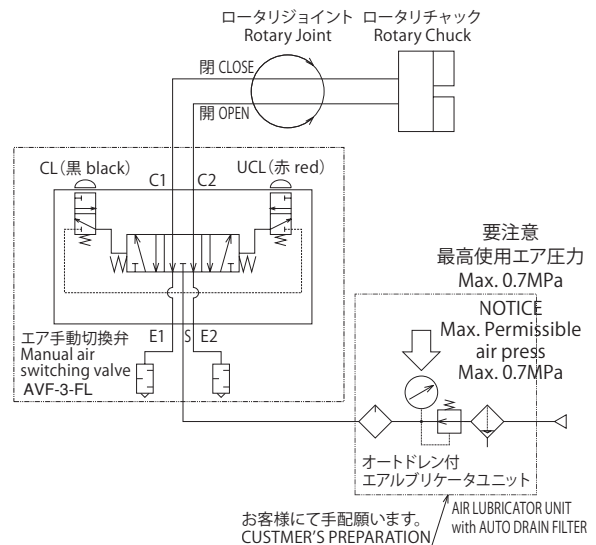 ロータリジョイント
Rotary Joint
ロータリチャック
Rotary Chuck
閉 CLOSE
開 OPEN
CL(黒 black)
C1
C2
UCL(赤 red)
エア手動切換弁
Manual air
switching valve
AVF-3-FL
E1
S
E2
要注意
最高使用エア圧力
Max. 0.7MPa
NOTICE
Max. Permissible
air press
Max. 0.7MPa
オートドレン付
エアルブリケータユニット
お客様にて手配願います。
CUSTMER'S PREPARATION
AIR LUBRICATOR UNIT
with AUTO DRAIN FILTER